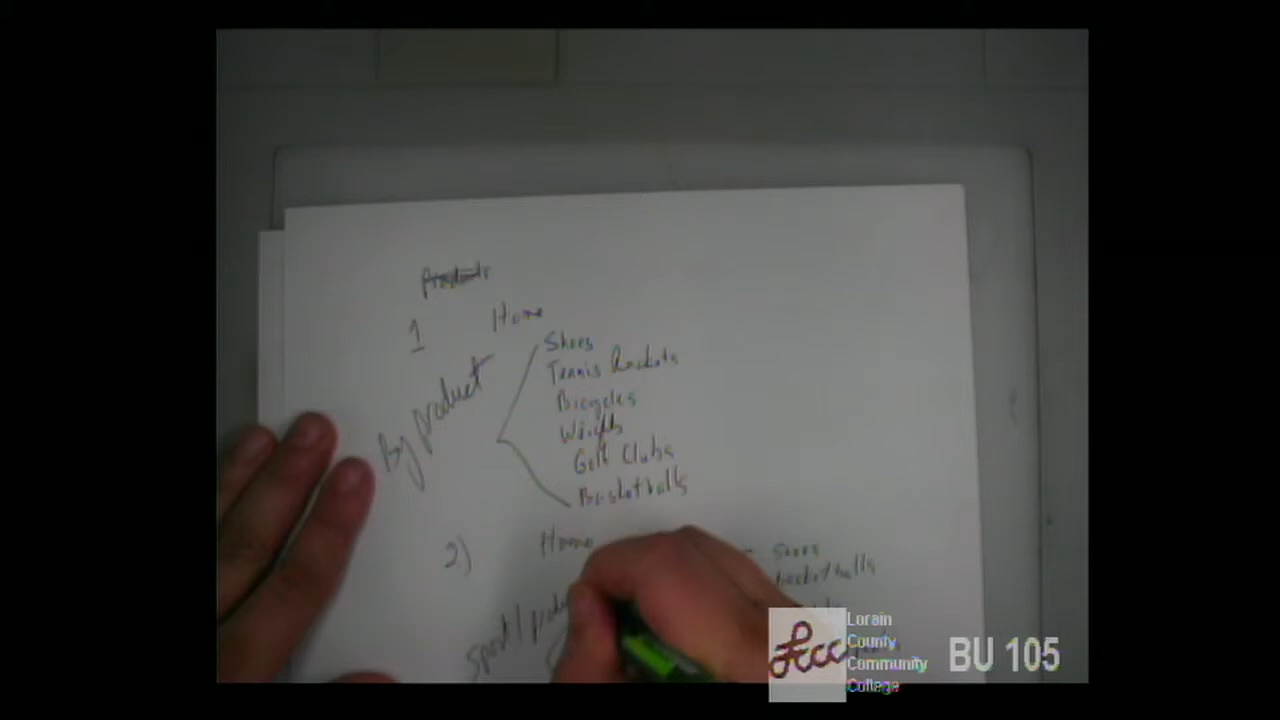 Products
1 Home
By product
Shoes
Tennis Rackets
Bicycles
Weights
Golf Clubs
Basketballs
2) Home
Shoes
basketballs
sport/
Lorain
County
Community
College
lccc
BU 105